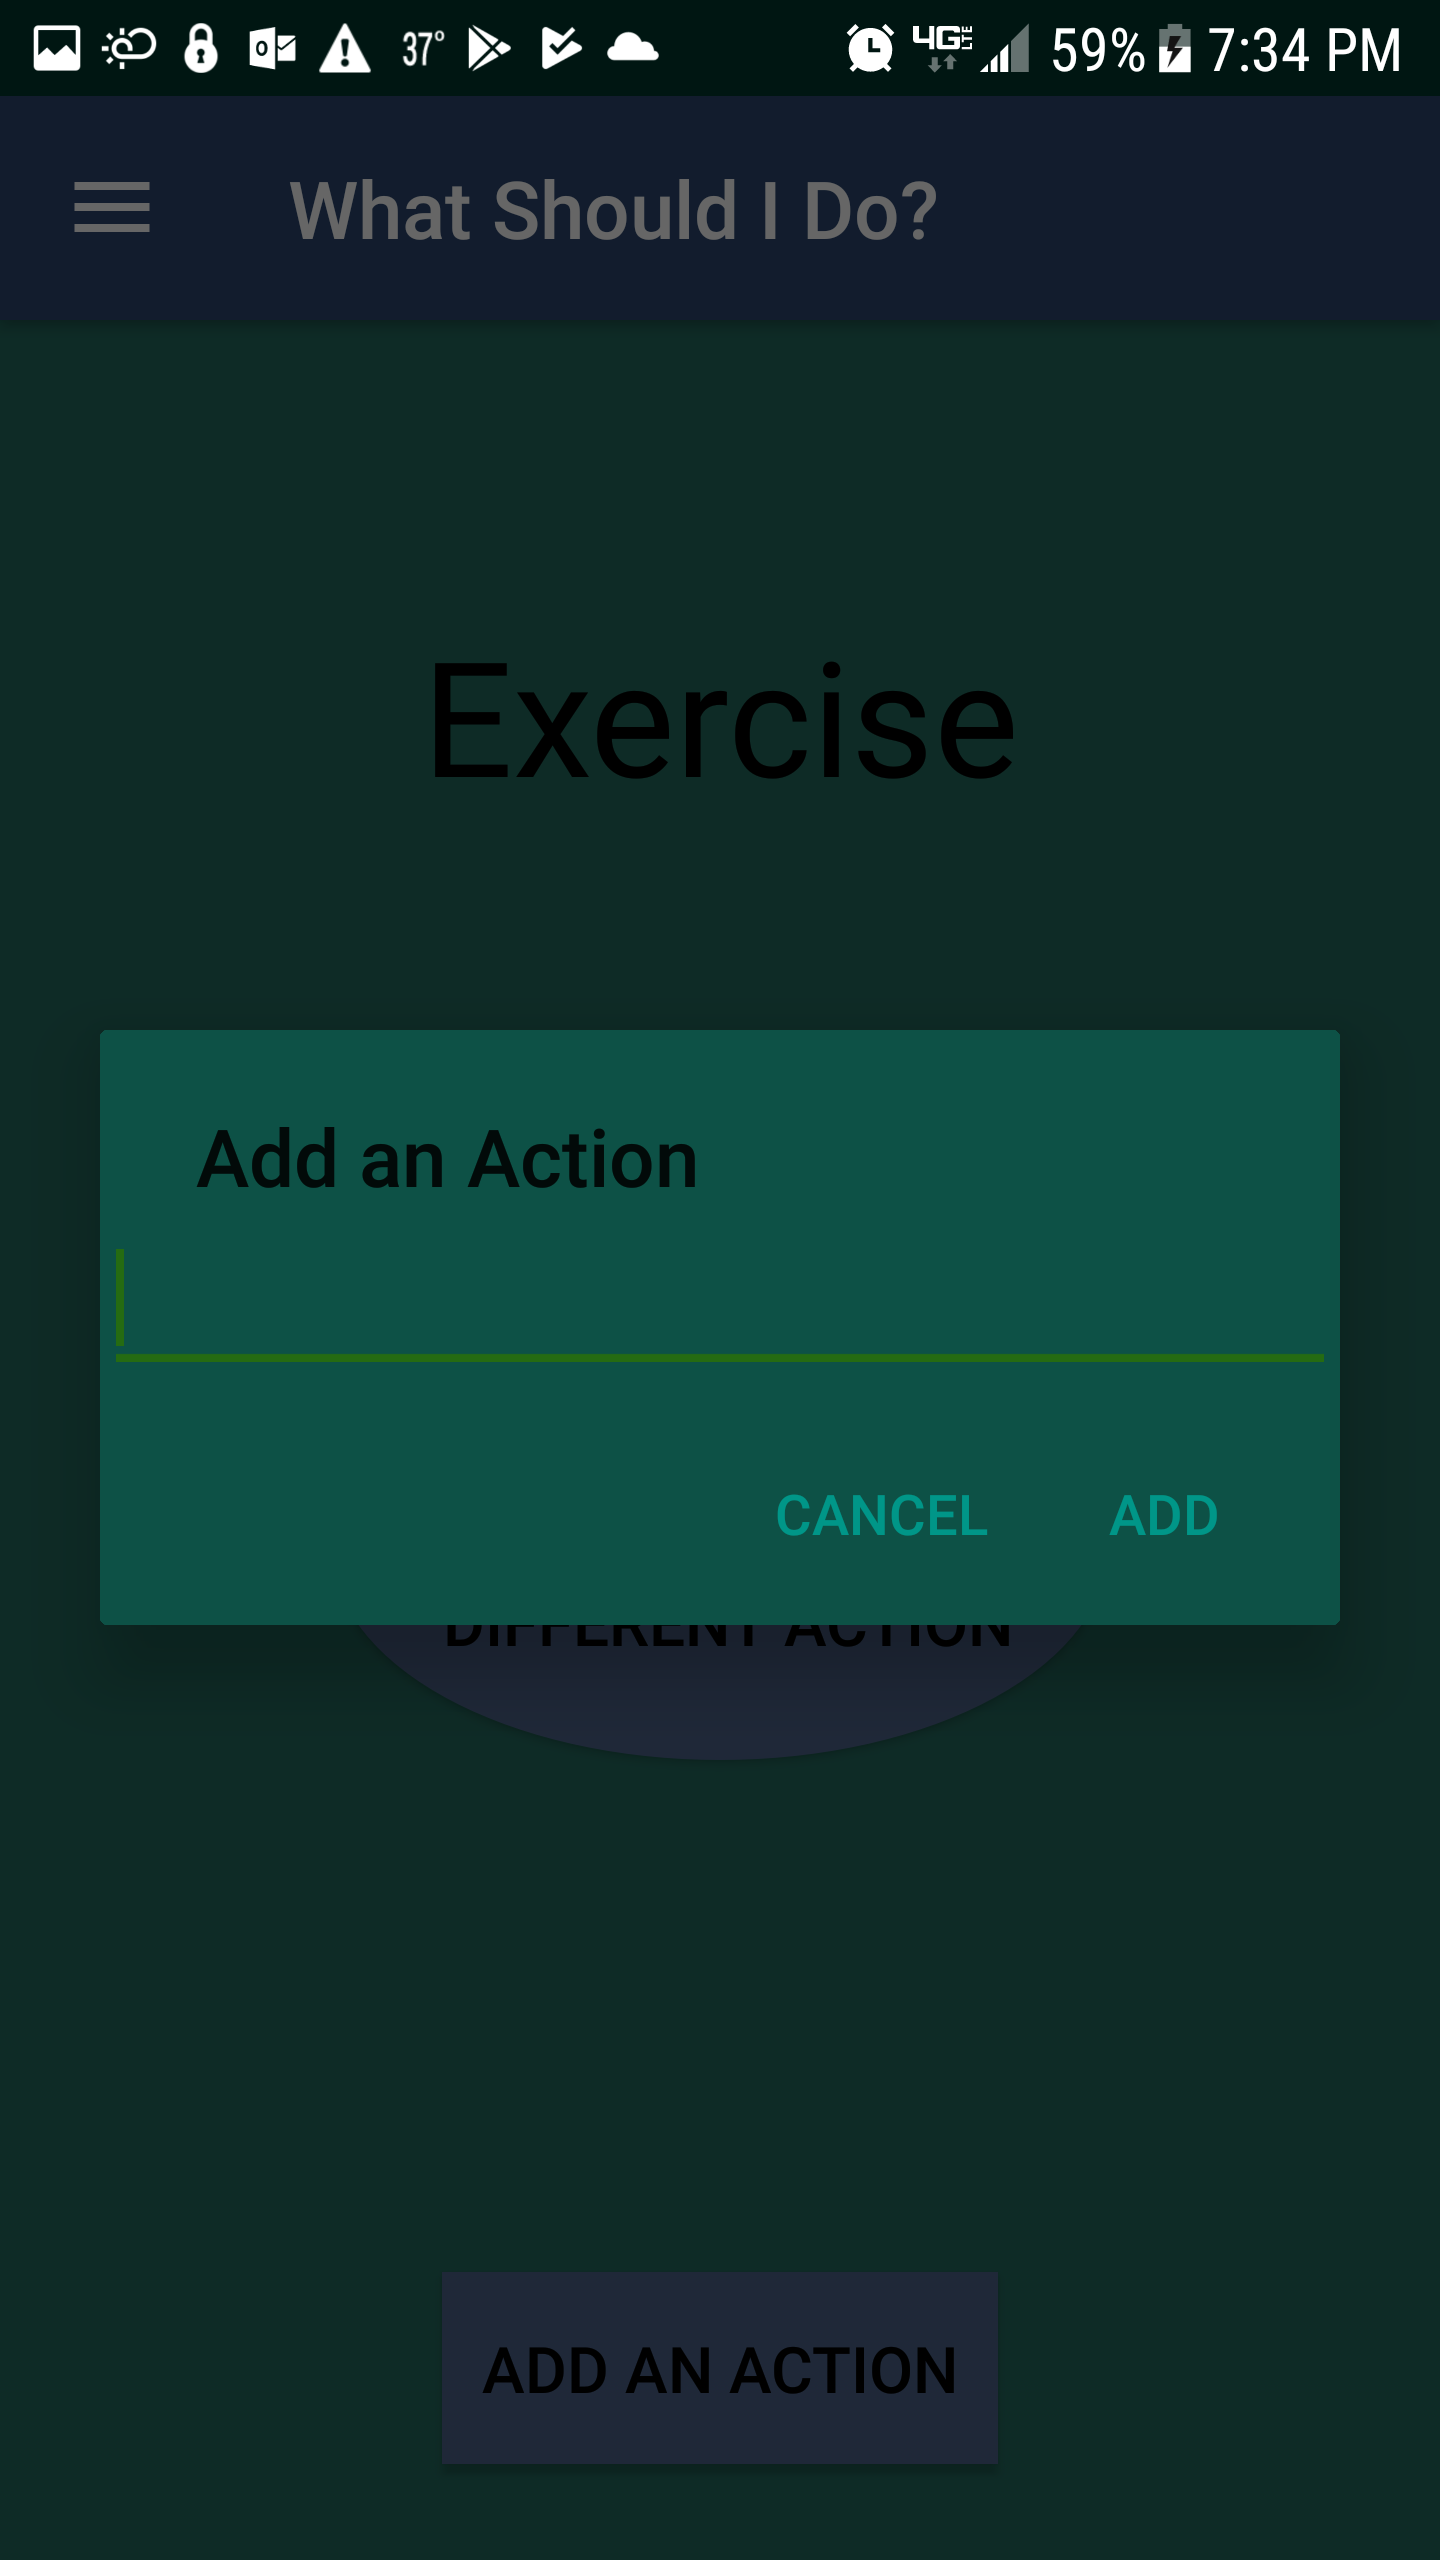 37° 4G LTE 59% 7:34 PM
What Should I Do?
Exercise
Add an Action
CANCEL ADD
DIFFERENT ACTION
ADD AN ACTION